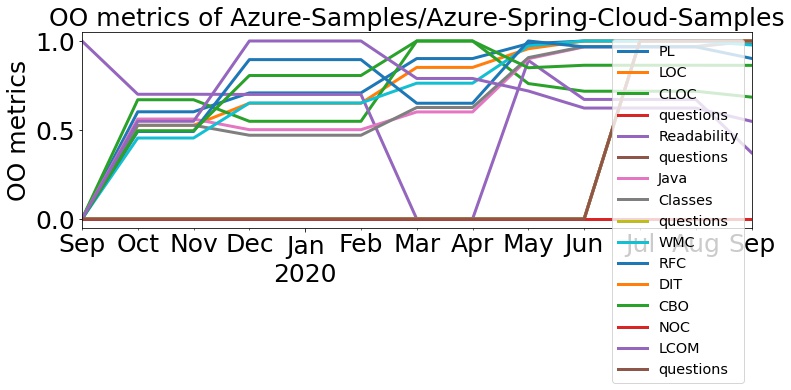 OO metrics of Azure-Samples/Azure-Spring-Cloud-Samples
OO metrics
1.0
0.5
0.0
Sep Oct Nov Dec Jan Feb Mar Apr May Jun Jul Aug Sep
2020
PL
LOC
CLOC
questions
Readability
questions
Java
Classes
questions
WMC
RFC
DIT
CBO
NOC
LCOM
questions